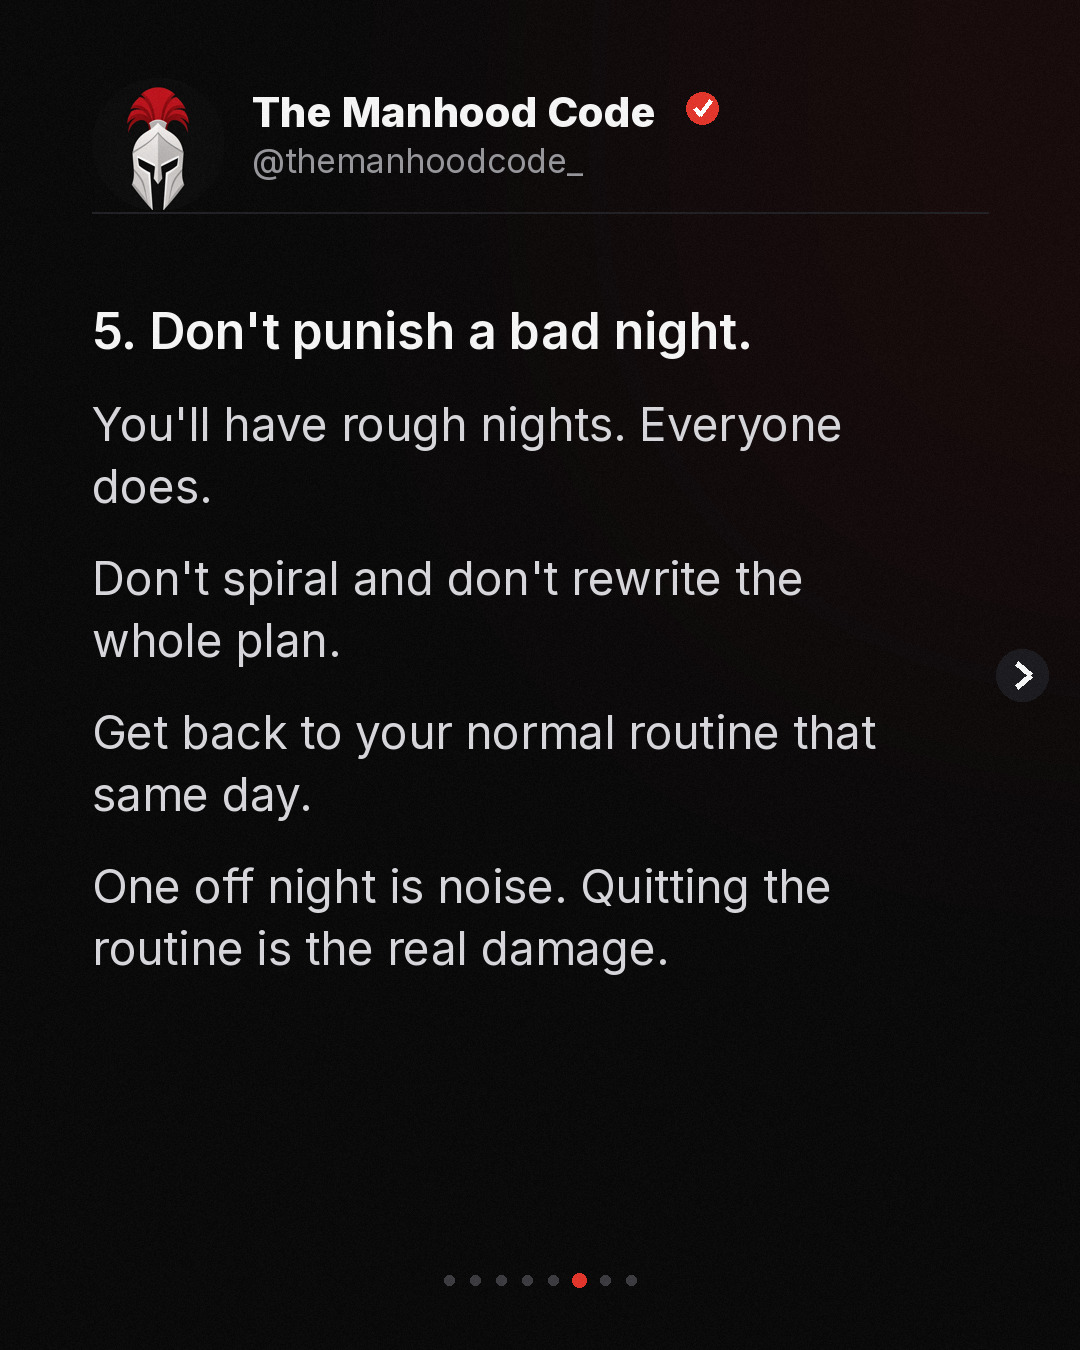 The Manhood Code
@themanhoodcode_
5. Don't punish a bad night.
You'll have rough nights. Everyone
does.
Don't spiral and don't rewrite the
whole plan.
Get back to your normal routine that
same day.
One off night is noise. Quitting the
routine is the real damage.